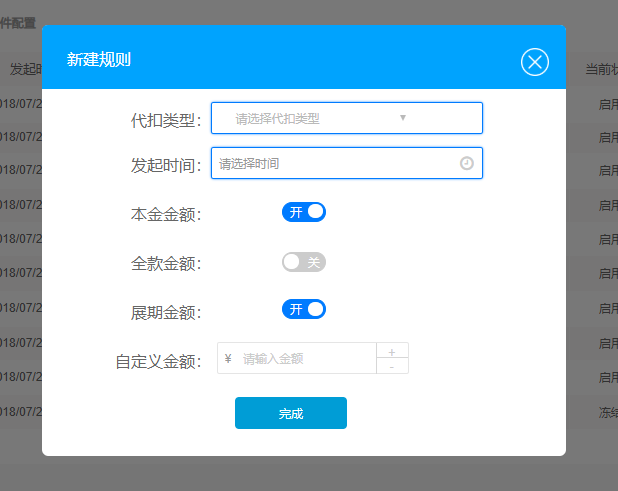 件配置
新建规则
发起时
当前状
代扣类型：
请选择代扣类型
018/07/2
启用
发起时间：
请选择时间
018/07/2
启用
018/07/2
启用
本金金额：
开
018/07/2
启用
018/07/2
启用
全款金额：
关
018/07/2
启用
018/07/2
启用
展期金额：
开
018/07/2
启用
自定义金额：
¥
请输入金额
+
-
018/07/2
启用
018/07/2
冻结
完成